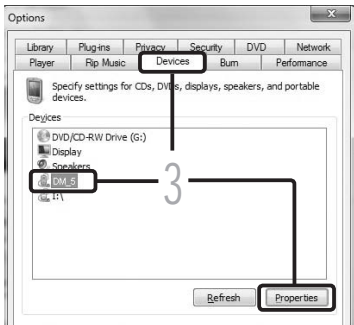 Options
X
Library Plug-ins Privacy Security DVD Network
Player Rip Music Devices Burn Perfomance
Specify settings for CDs, DVDs, displays, speakers, and portable
devices.
Devices
DVD/CD-RW Drive (G:)
Display
Speakers
DM_5
I:\
3
Refresh Properties